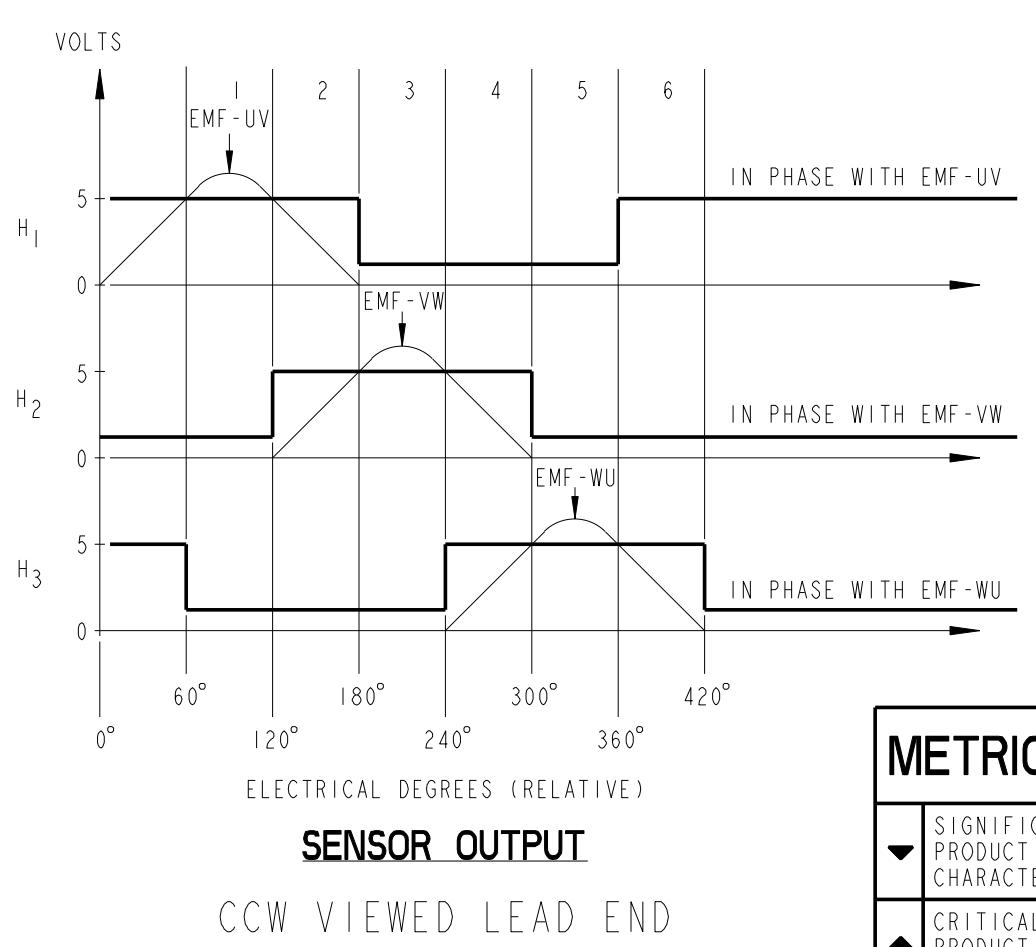 VOLTS
1 2 3 4 5 6
EMF-UV
IN PHASE WITH EMF-UV
5
H1
0
EMF-VW
5
H2
IN PHASE WITH EMF-VW
0
EMF-WU
5
H3
IN PHASE WITH EMF-WU
0
60° 180° 300° 420°
0° 120° 240° 360°
ELECTRICAL DEGREES (RELATIVE)
SENSOR OUTPUT
CCW VIEWED LEAD END
METRIC
SIGNIFIC
PRODUCT
CHARACTE
CRITICAL
PRODUCT